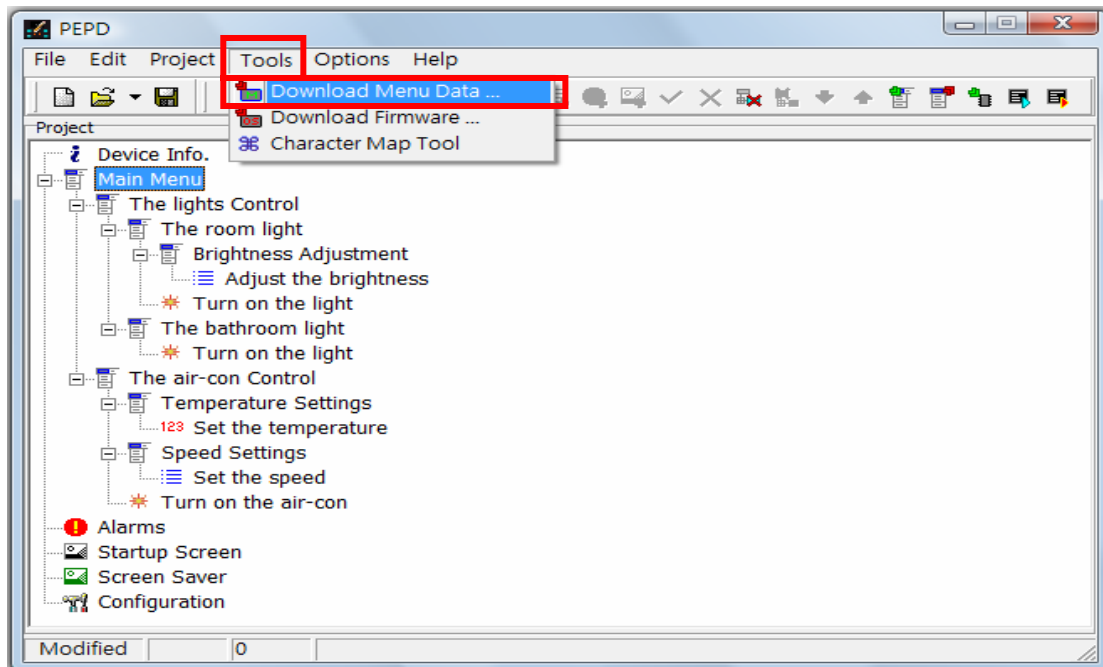 PEPD
File Edit Project Tools Options Help
Download Menu Data ...
Download Firmware ...
Character Map Tool
Project
Device Info.
Main Menu
The lights Control
The room light
Brightness Adjustment
Adjust the brightness
Turn on the light
The bathroom light
Turn on the light
The air-con Control
Temperature Settings
123 Set the temperature
Speed Settings
Set the speed
Turn on the air-con
Alarms
Startup Screen
Screen Saver
Configuration
Modified 0